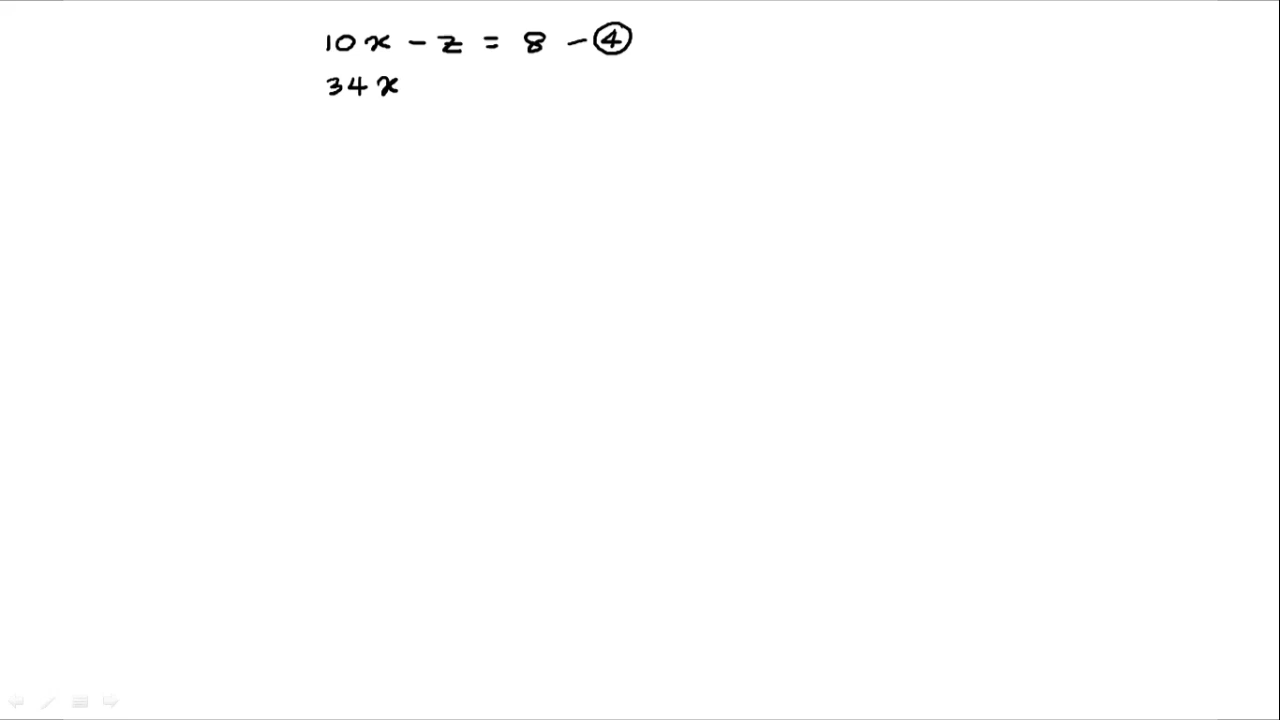 10x - z = 8 - ④
34x